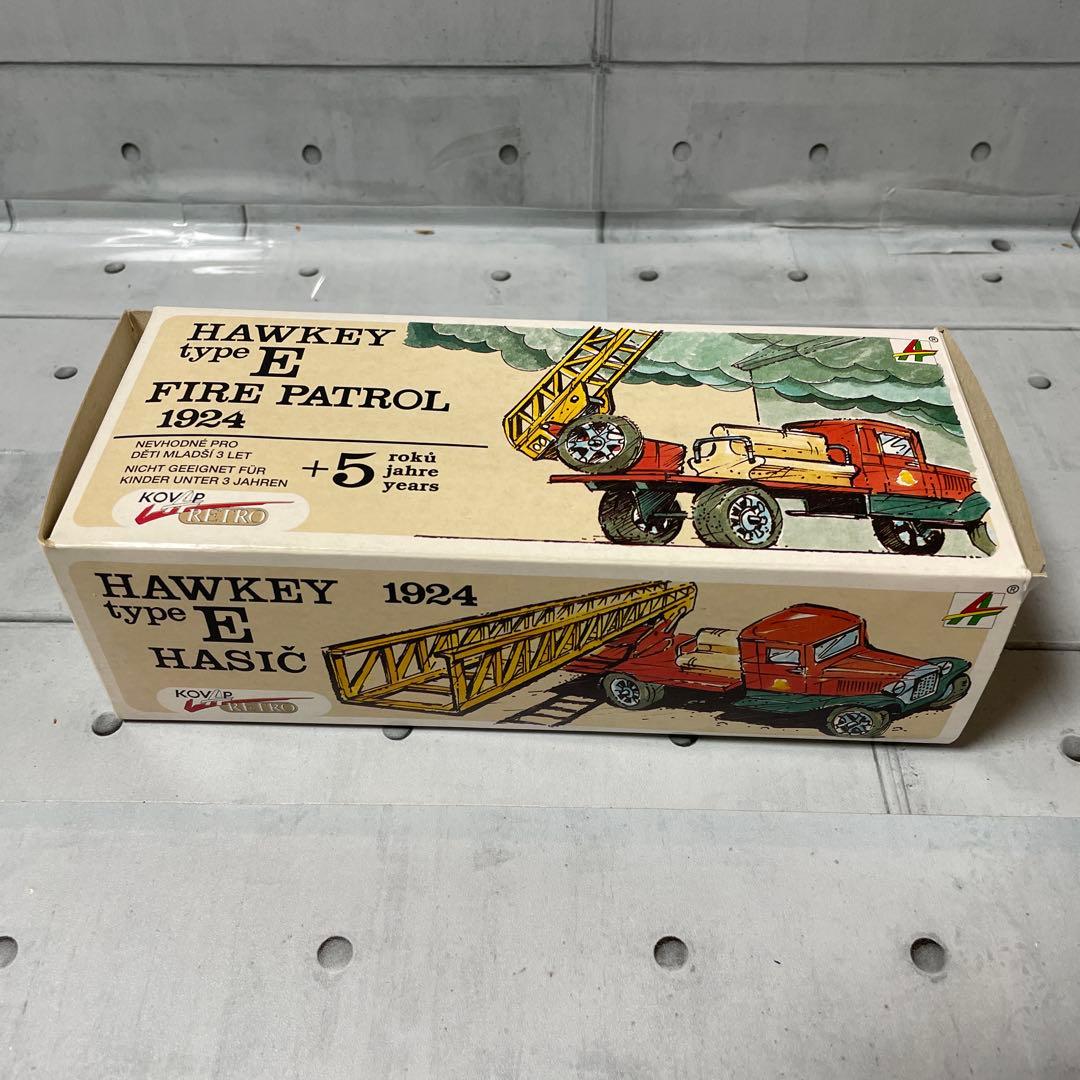 HAWKEY
type E
FIRE PATROL
1924
NEVHODNÉ PRO
DĚTI MLADŠÍ 3 LET
NICHT GEEIGNET FÜR
KINDER UNTER 3 JAHREN
+5 roků
jahre
years
KOVAP
RETRO
®
HAWKEY 1924
type E
HASIČ
KOVAP
RETRO
®